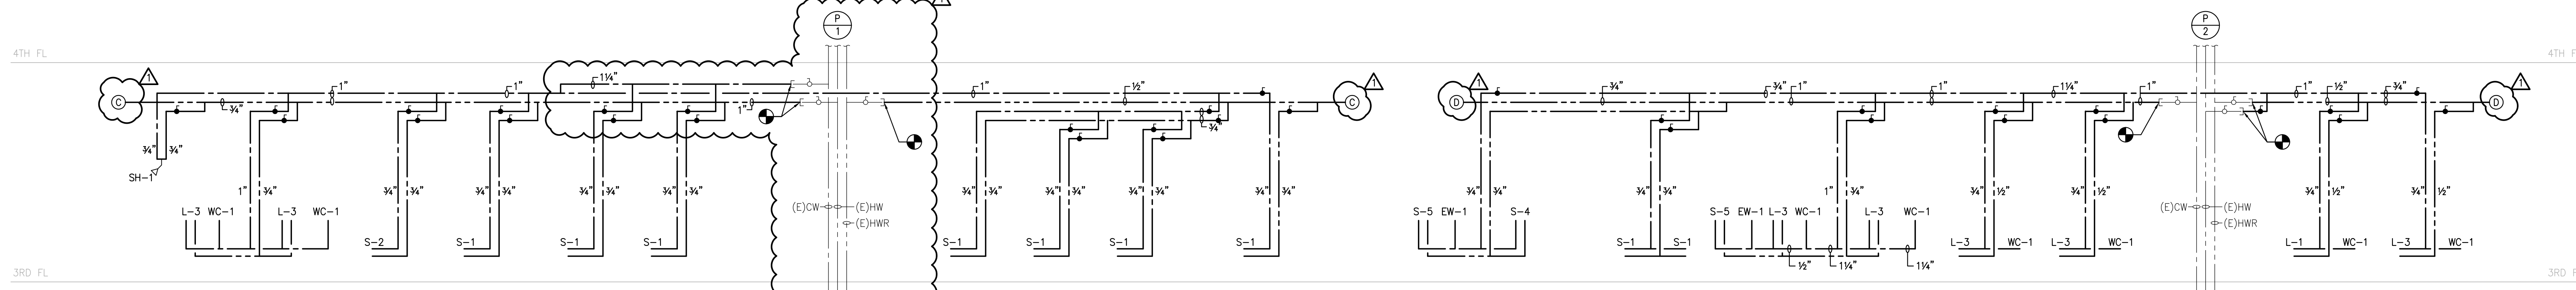 1
P
1
P
2
4TH FL
4TH F
1
1"
1"
1¼"
1"
½"
1
1
¾"
¾"
1"
1"
1¼"
1"
1"
½"
¾"
1
C
¾"
1"
C
D
D
¾"
¾" ¾"
SH-1
1" ¾"
¾" ¾"
¾" ¾"
¾" ¾"
¾" ¾"
¾" ¾"
¾" ¾"
¾" ¾"
¾" ¾"
¾" ¾"
¾" ¾"
1" ¾"
¾" ½"
¾" ½"
¾" ½"
¾" ½"
(E)CW (E)HW
(E)HWR
(E)CW (E)HW
(E)HWR
L-3 WC-1 L-3 WC-1
S-5 EW-1 S-4
S-5 EW-1 L-3 WC-1 L-3 WC-1
S-2
S-1
S-1
S-1
S-1
S-1
S-1
S-1
S-1 S-1
L-3 WC-1
L-3 WC-1
L-1 WC-1
L-3 WC-1
½"
1¼"
1¼"
3RD FL
3RD F